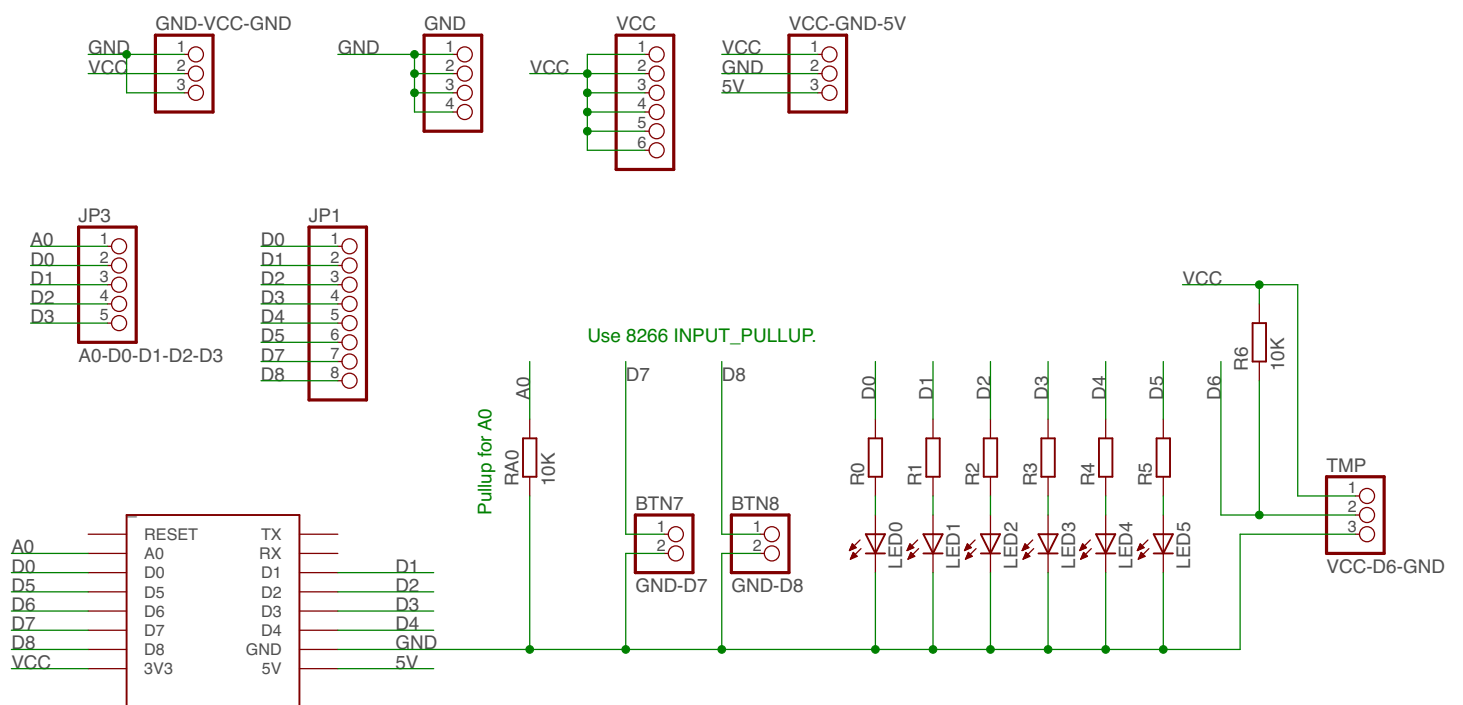 GND-VCC-GND
GND
VCC
1
2
3
GND
GND
1
2
3
4
VCC
VCC
1
2
3
4
5
6
VCC-GND-5V
VCC
GND
5V
1
2
3
JP3
A0
D0
D1
D2
D3
1
2
3
4
5
A0-D0-D1-D2-D3
JP1
D0
D1
D2
D3
D4
D5
D7
D8
1
2
3
4
5
6
7
8
Use 8266 INPUT_PULLUP.
Pullup for A0
A0
RA0
10K
D7
BTN7
1
2
GND-D7
D8
BTN8
1
2
GND-D8
D0
D1
D2
D3
D4
D5
D6
R0
R1
R2
R3
R4
R5
LED0
LED1
LED2
LED3
LED4
LED5
VCC
R6
10K
TMP
1
2
3
VCC-D6-GND
A0
D0
D5
D6
D7
D8
VCC
RESET
A0
D0
D5
D6
D7
D8
3V3
TX
RX
D1
D2
D3
D4
GND
5V
D1
D2
D3
D4
GND
5V